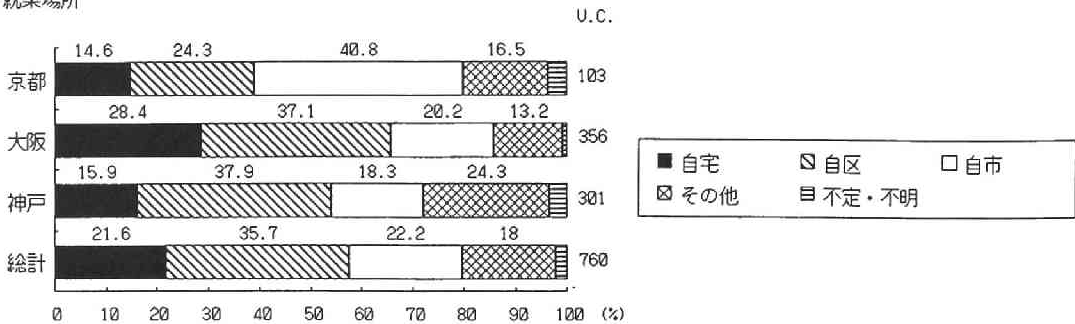 就業場所
U.C.
14.6 24.3 40.8 16.5
京都 103
28.4 37.1 20.2 13.2
大阪 356
15.9 37.9 18.3 24.3
神戸 301
21.6 35.7 22.2 18
総計 760
0 10 20 30 40 50 60 70 80 90 100 (%)
自宅 自区 自市
その他 不定・不明